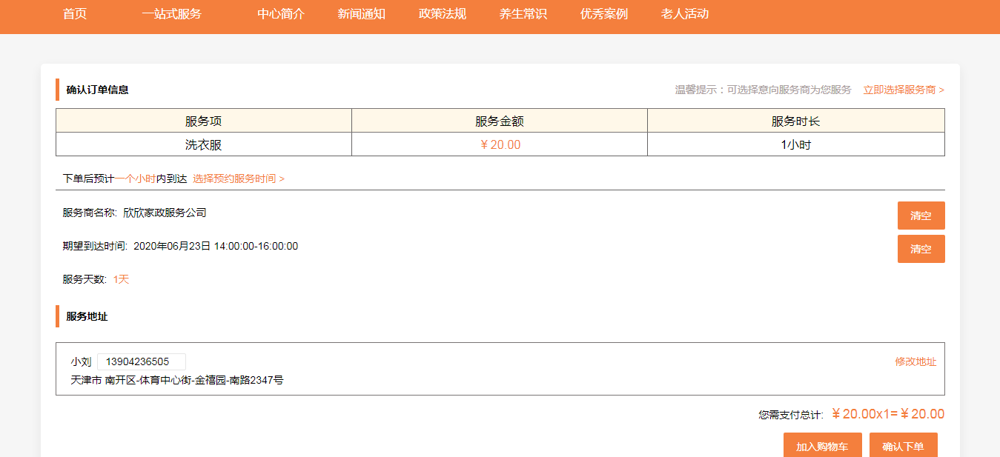 首页 一站式服务 中心简介 新闻通知 政策法规 养生常识 优秀案例 老人活动
确认订单信息 温馨提示：可选择意向服务商为您服务 立即选择服务商 >
服务项 服务金额 服务时长
洗衣服 ￥20.00 1小时
下单后预计一个小时内到达 选择预约服务时间 >
服务商名称: 欣欣家政服务公司 清空
期望到达时间: 2020年06月23日 14:00:00-16:00:00 清空
服务天数: 1天
服务地址
小刘 13904236505 修改地址
天津市 南开区-体育中心街-金禧园-南路2347号
您需支付总计: ￥20.00x1=￥20.00
加入购物车 确认下单